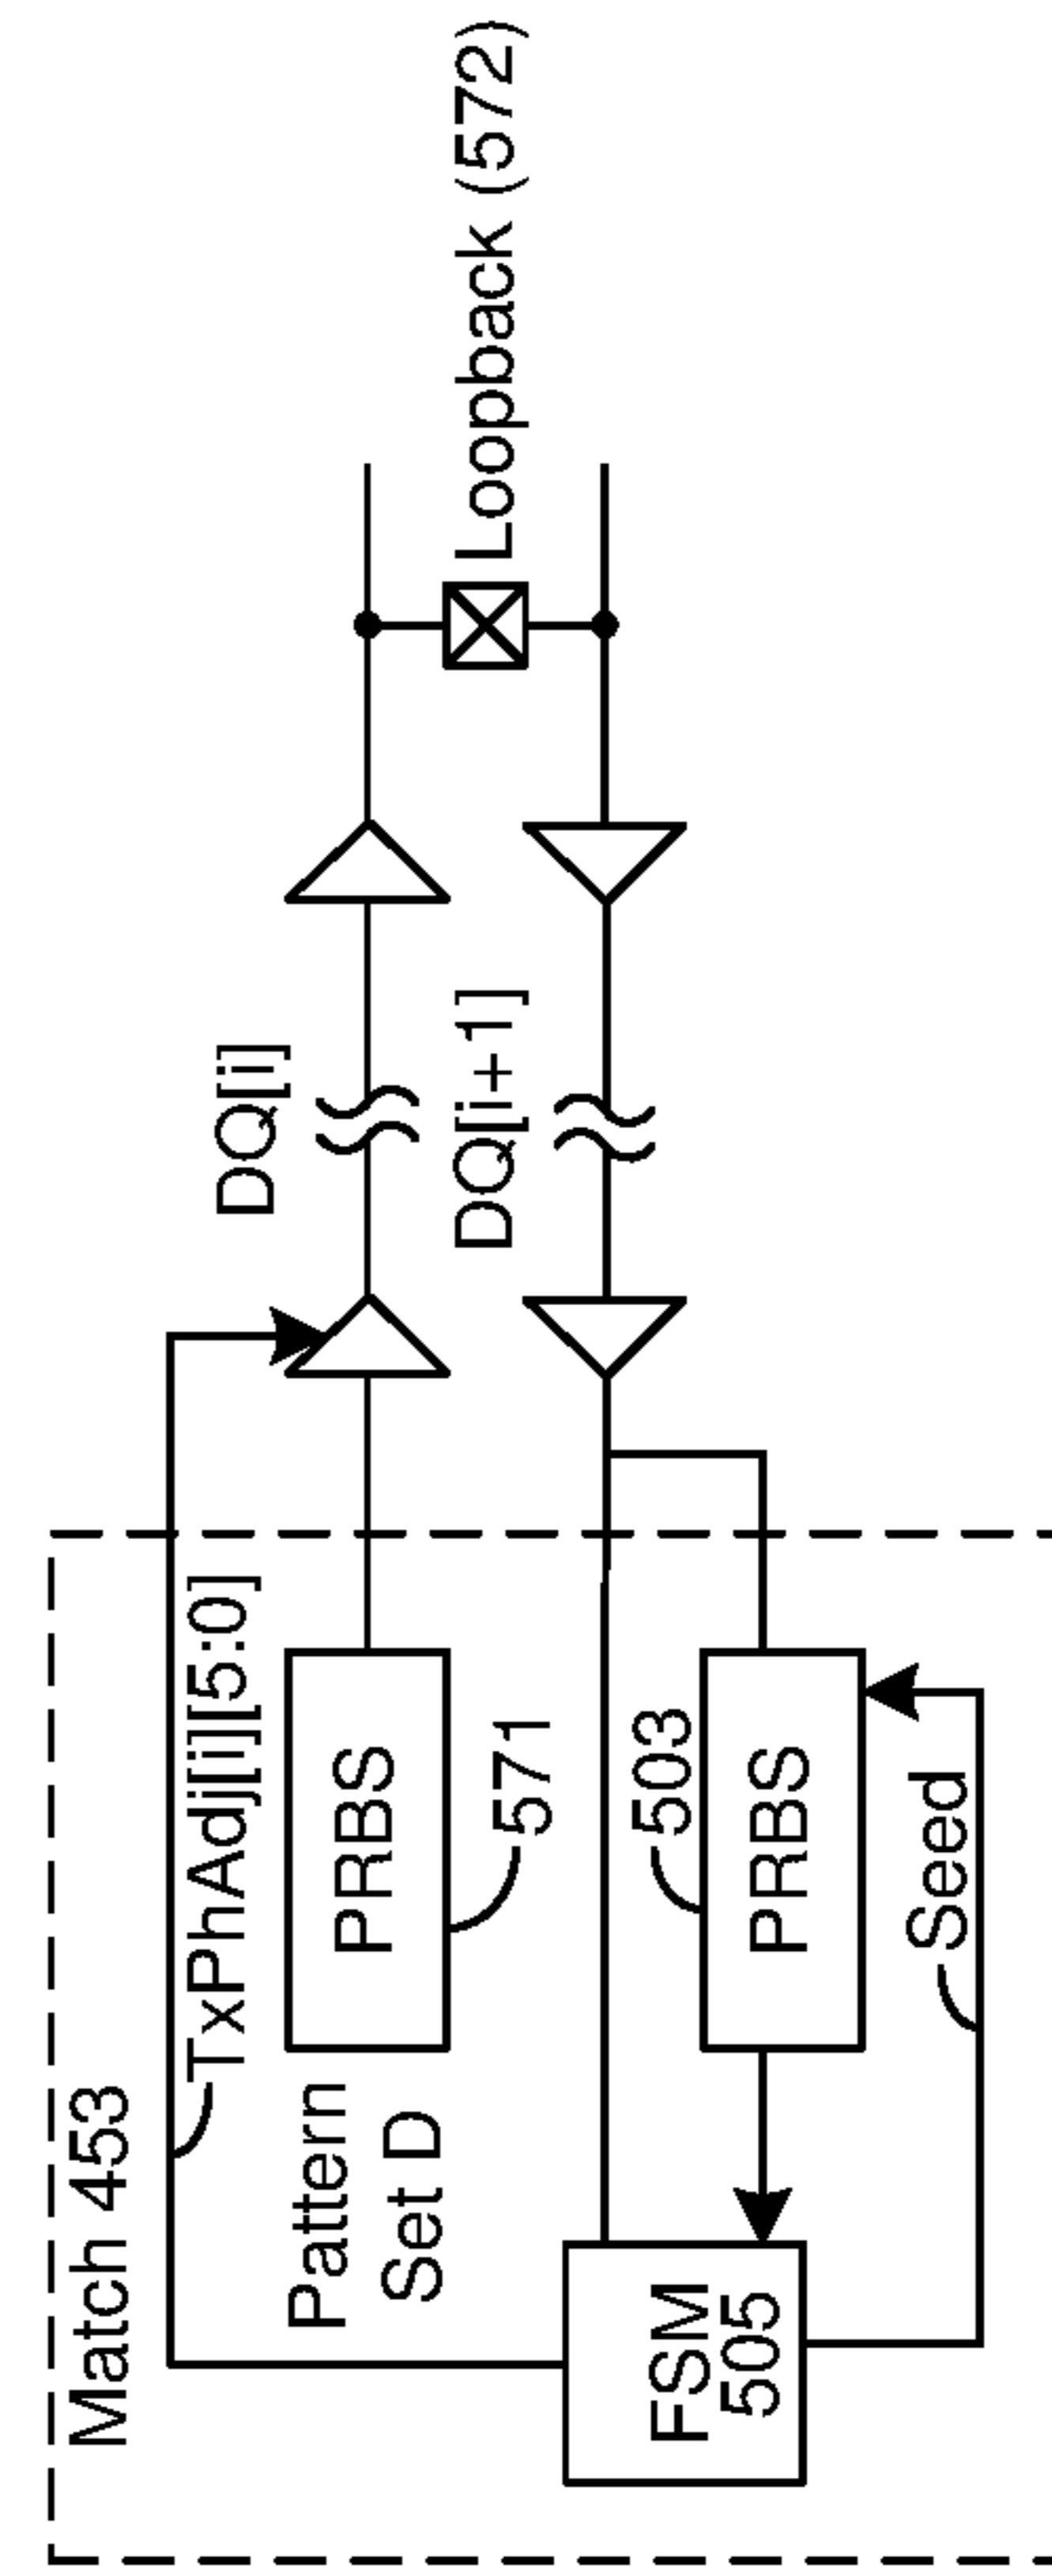 Match 453
TxPhAdj[i][5:0]
DQ[i]
Pattern
Set D
PRBS
571
DQ[i+1]
Loopback (572)
FSM
505
503
PRBS
Seed